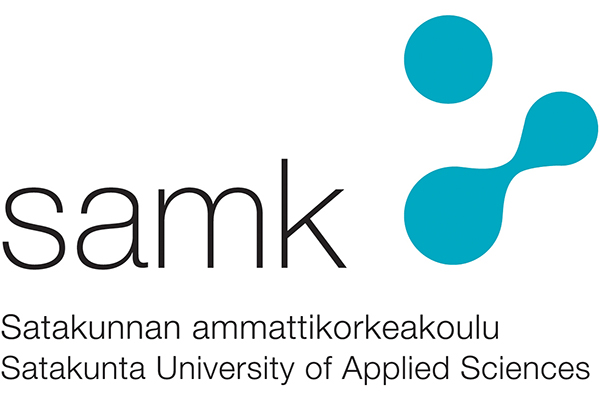 samk
Satakunnan ammattikorkeakoulu
Satakunta University of Applied Sciences